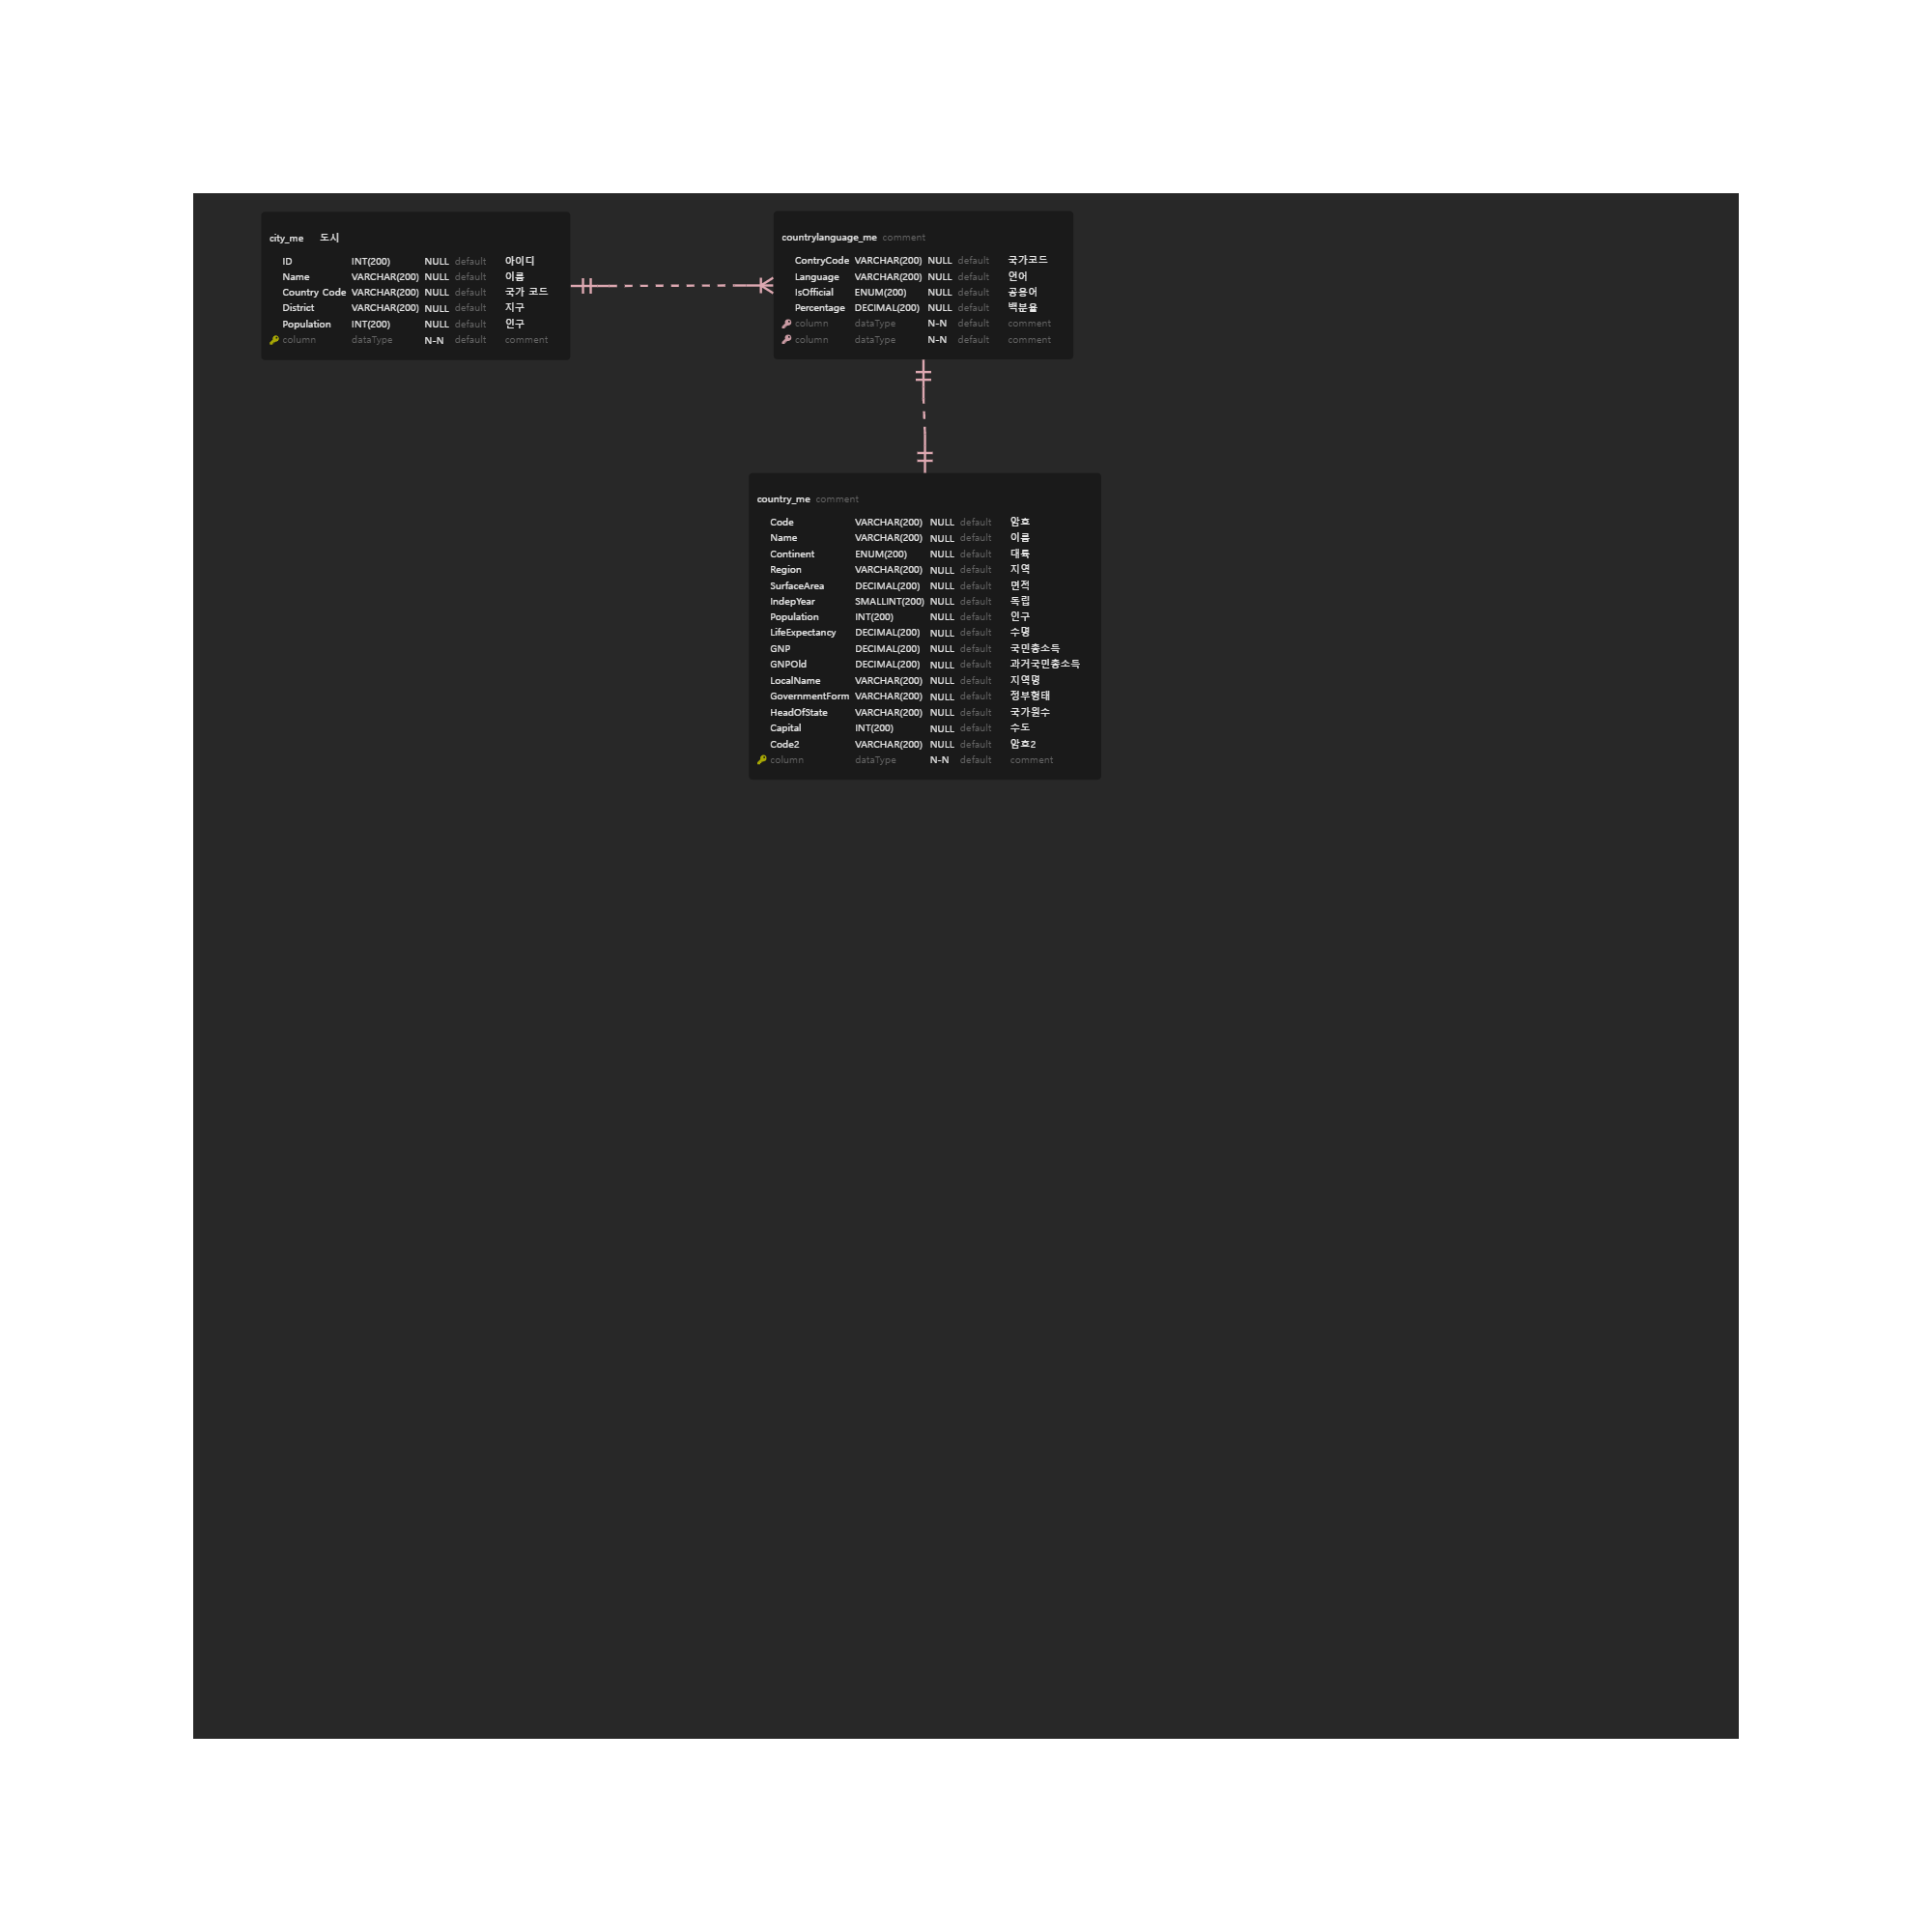 city_me 도시
ID INT(200) NULL default 아이디
Name VARCHAR(200) NULL default 이름
Country Code VARCHAR(200) NULL default 국가 코드
District VARCHAR(200) NULL default 지구
Population INT(200) NULL default 인구
column dataType N-N default comment
countrylanguage_me comment
ContryCode VARCHAR(200) NULL default 국가코드
Language VARCHAR(200) NULL default 언어
IsOfficial ENUM(200) NULL default 공용어
Percentage DECIMAL(200) NULL default 백분율
column dataType N-N default comment
column dataType N-N default comment
country_me comment
Code VARCHAR(200) NULL default 암호
Name VARCHAR(200) NULL default 이름
Continent ENUM(200) NULL default 대륙
Region VARCHAR(200) NULL default 지역
SurfaceArea DECIMAL(200) NULL default 면적
IndepYear SMALLINT(200) NULL default 독립
Population INT(200) NULL default 인구
LifeExpectancy DECIMAL(200) NULL default 수명
GNP DECIMAL(200) NULL default 국민총소득
GNPOld DECIMAL(200) NULL default 과거국민총소득
LocalName VARCHAR(200) NULL default 지역명
GovernmentForm VARCHAR(200) NULL default 정부형태
HeadOfState VARCHAR(200) NULL default 국가원수
Capital INT(200) NULL default 수도
Code2 VARCHAR(200) NULL default 암호2
column dataType N-N default comment